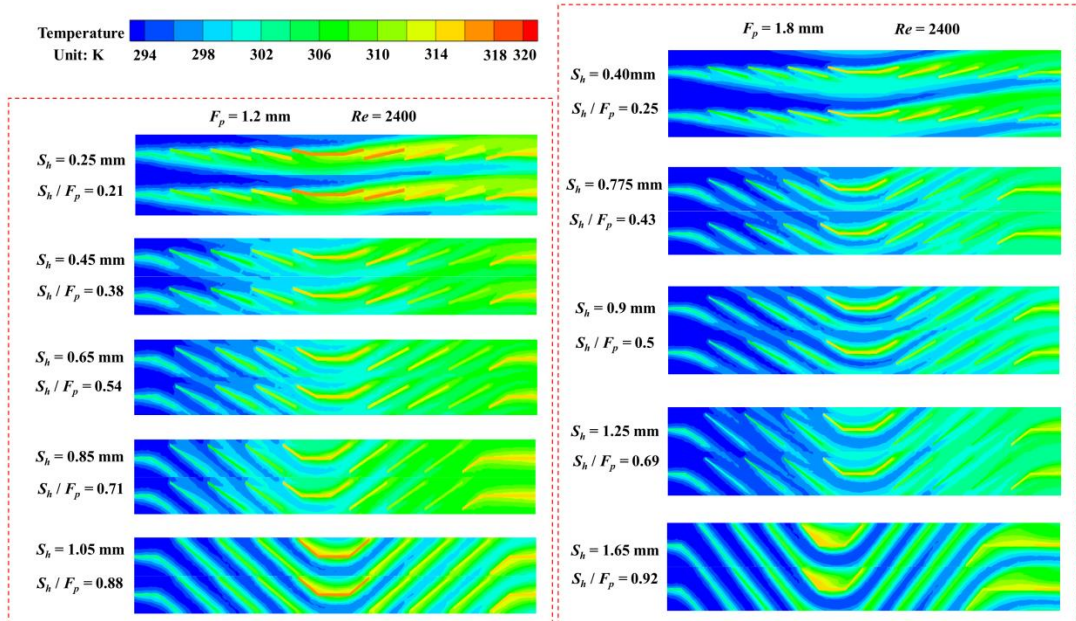 Temperature
Unit: K
294 298 302 306 310 314 318 320
F_p = 1.2 mm Re = 2400
S_h = 0.25 mm
S_h / F_p = 0.21
S_h = 0.45 mm
S_h / F_p = 0.38
S_h = 0.65 mm
S_h / F_p = 0.54
S_h = 0.85 mm
S_h / F_p = 0.71
S_h = 1.05 mm
S_h / F_p = 0.88
F_p = 1.8 mm Re = 2400
S_h = 0.40mm
S_h / F_p = 0.25
S_h = 0.775 mm
S_h / F_p = 0.43
S_h = 0.9 mm
S_h / F_p = 0.5
S_h = 1.25 mm
S_h / F_p = 0.69
S_h = 1.65 mm
S_h / F_p = 0.92